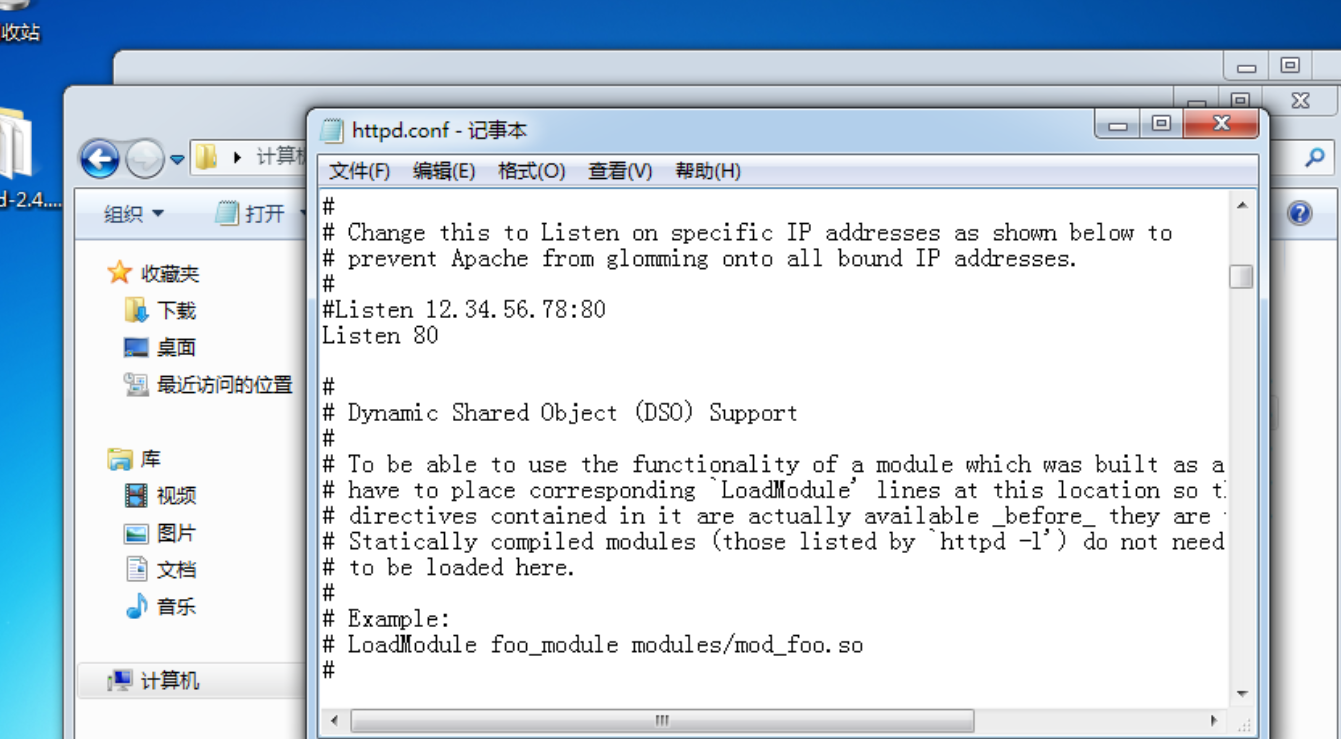 收站
d-2.4....
计算机
组织
打开
收藏夹
下载
桌面
最近访问的位置
库
视频
图片
文档
音乐
计算机
httpd.conf - 记事本
文件(F) 编辑(E) 格式(O) 查看(V) 帮助(H)
#
# Change this to Listen on specific IP addresses as shown below to
# prevent Apache from glomming onto all bound IP addresses.
#
#Listen 12.34.56.78:80
Listen 80
#
# Dynamic Shared Object (DSO) Support
#
# To be able to use the functionality of a module which was built as a
# have to place corresponding `LoadModule' lines at this location so t
# directives contained in it are actually available _before_ they are
# Statically compiled modules (those listed by `httpd -l') do not need
# to be loaded here.
#
# Example:
# LoadModule foo_module modules/mod_foo.so
#